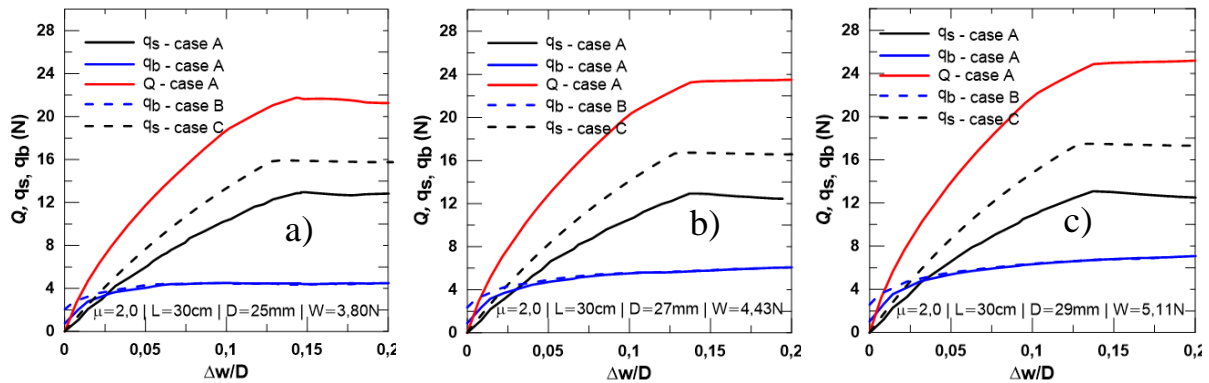 28
24
20
16
12
8
4
0
Q, qs, qb (N)
qs - case A
qb - case A
Q - case A
qb - case B
qs - case C
a)
μ=2,0 | L=30cm | D=25mm | W=3,80N
0 0,05 0,1 0,15 0,2
Δw/D
28
24
20
16
12
8
4
0
Q, qs, qb (N)
qs - case A
qb - case A
Q - case A
qb - case B
qs - case C
b)
μ=2,0 | L=30cm | D=27mm | W=4,43N
0 0,05 0,1 0,15 0,2
Δw/D
28
24
20
16
12
8
4
0
Q, qs, qb (N)
qs - case A
qb - case A
Q - case A
qb - case B
qs - case C
c)
μ=2,0 | L=30cm | D=29mm | W=5,11N
0 0,05 0,1 0,15 0,2
Δw/D